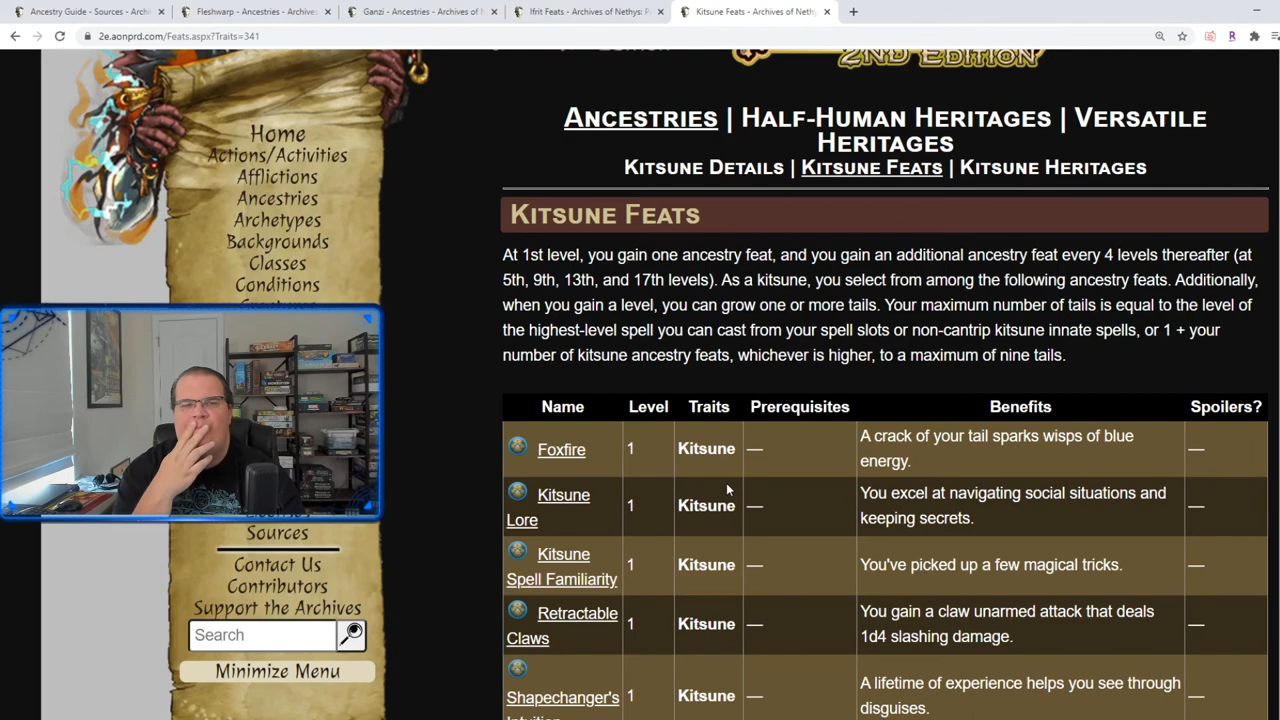 Ancestry Guide - Sources - Archi
Fleshwarp - Ancestries - Archives
Ganzi - Ancestries - Archives of N
Ifrit Feats - Archives of Nethys: P
Kitsune Feats - Archives of Nethy
2e.aonprd.com/Feats.aspx?Traits=341
2ND EDITION
ANCESTRIES | HALF-HUMAN HERITAGES | VERSATILE
HERITAGES
KITSUNE DETAILS | KITSUNE FEATS | KITSUNE HERITAGES
Home
Actions/Activities
Afflictions
Ancestries
Archetypes
Backgrounds
Classes
Conditions
Sources
Contact Us
Contributors
Support the Archives
Search
Minimize Menu
KITSUNE FEATS
At 1st level, you gain one ancestry feat, and you gain an additional ancestry feat every 4 levels thereafter (at
5th, 9th, 13th, and 17th levels). As a kitsune, you select from among the following ancestry feats. Additionally,
when you gain a level, you can grow one or more tails. Your maximum number of tails is equal to the level of
the highest-level spell you can cast from your spell slots or non-cantrip kitsune innate spells, or 1 + your
number of kitsune ancestry feats, whichever is higher, to a maximum of nine tails.
Name Level Traits Prerequisites Benefits Spoilers?
Foxfire 1 Kitsune — A crack of your tail sparks wisps of blue —
energy.
Kitsune 1 Kitsune — You excel at navigating social situations and —
Lore keeping secrets.
Kitsune 1 Kitsune — You've picked up a few magical tricks. —
Spell Familiarity
Retractable 1 Kitsune — You gain a claw unarmed attack that deals —
Claws 1d4 slashing damage.
Shapechanger's 1 Kitsune — A lifetime of experience helps you see through —
Intuition disguises.